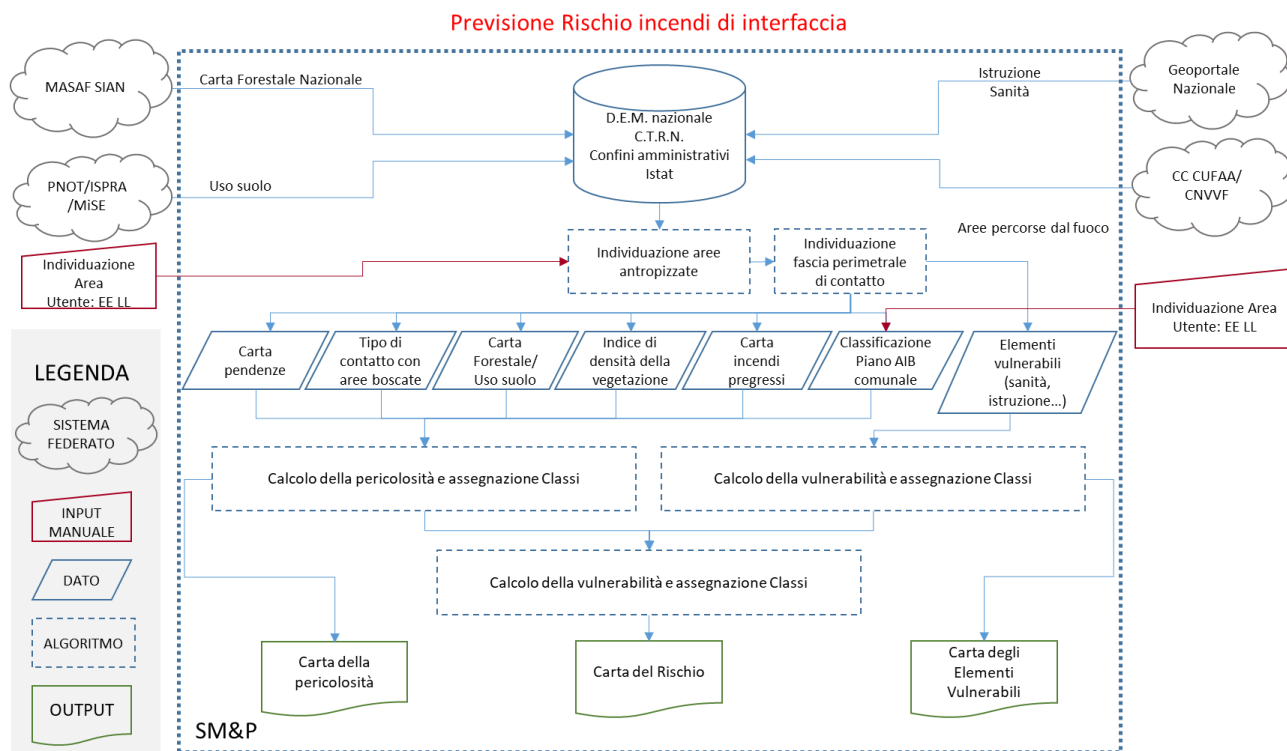 Previsione Rischio incendi di interfaccia
MASAF SIAN
Carta Forestale Nazionale
Istruzione
Sanità
Geoportale
Nazionale
D.E.M. nazionale
C.T.R.N.
Confini amministrativi
Istat
PNOT/ISPRA
/MiSE
Uso suolo
CC CUFAA/
CNVVF
Aree percorse dal fuoco
Individuazione
Area
Utente: EE LL
Individuazione aree
antropizzate
Individuazione
fascia perimetrale
di contatto
Individuazione Area
Utente: EE LL
Carta
pendenze
Tipo di
contatto con
aree boscate
Carta
Forestale/
Uso suolo
Indice di
densità della
vegetazione
Carta
incendi
pregressi
Classificazione
Piano AIB
comunale
Elementi
vulnerabili
(sanità,
istruzione...)
LEGENDA
SISTEMA
FEDERATO
INPUT
MANUALE
DATO
ALGORITMO
OUTPUT
Calcolo della pericolosità e assegnazione Classi
Calcolo della vulnerabilità e assegnazione Classi
Calcolo della vulnerabilità e assegnazione Classi
Carta della
pericolosità
Carta del Rischio
Carta degli
Elementi
Vulnerabili
SM&P